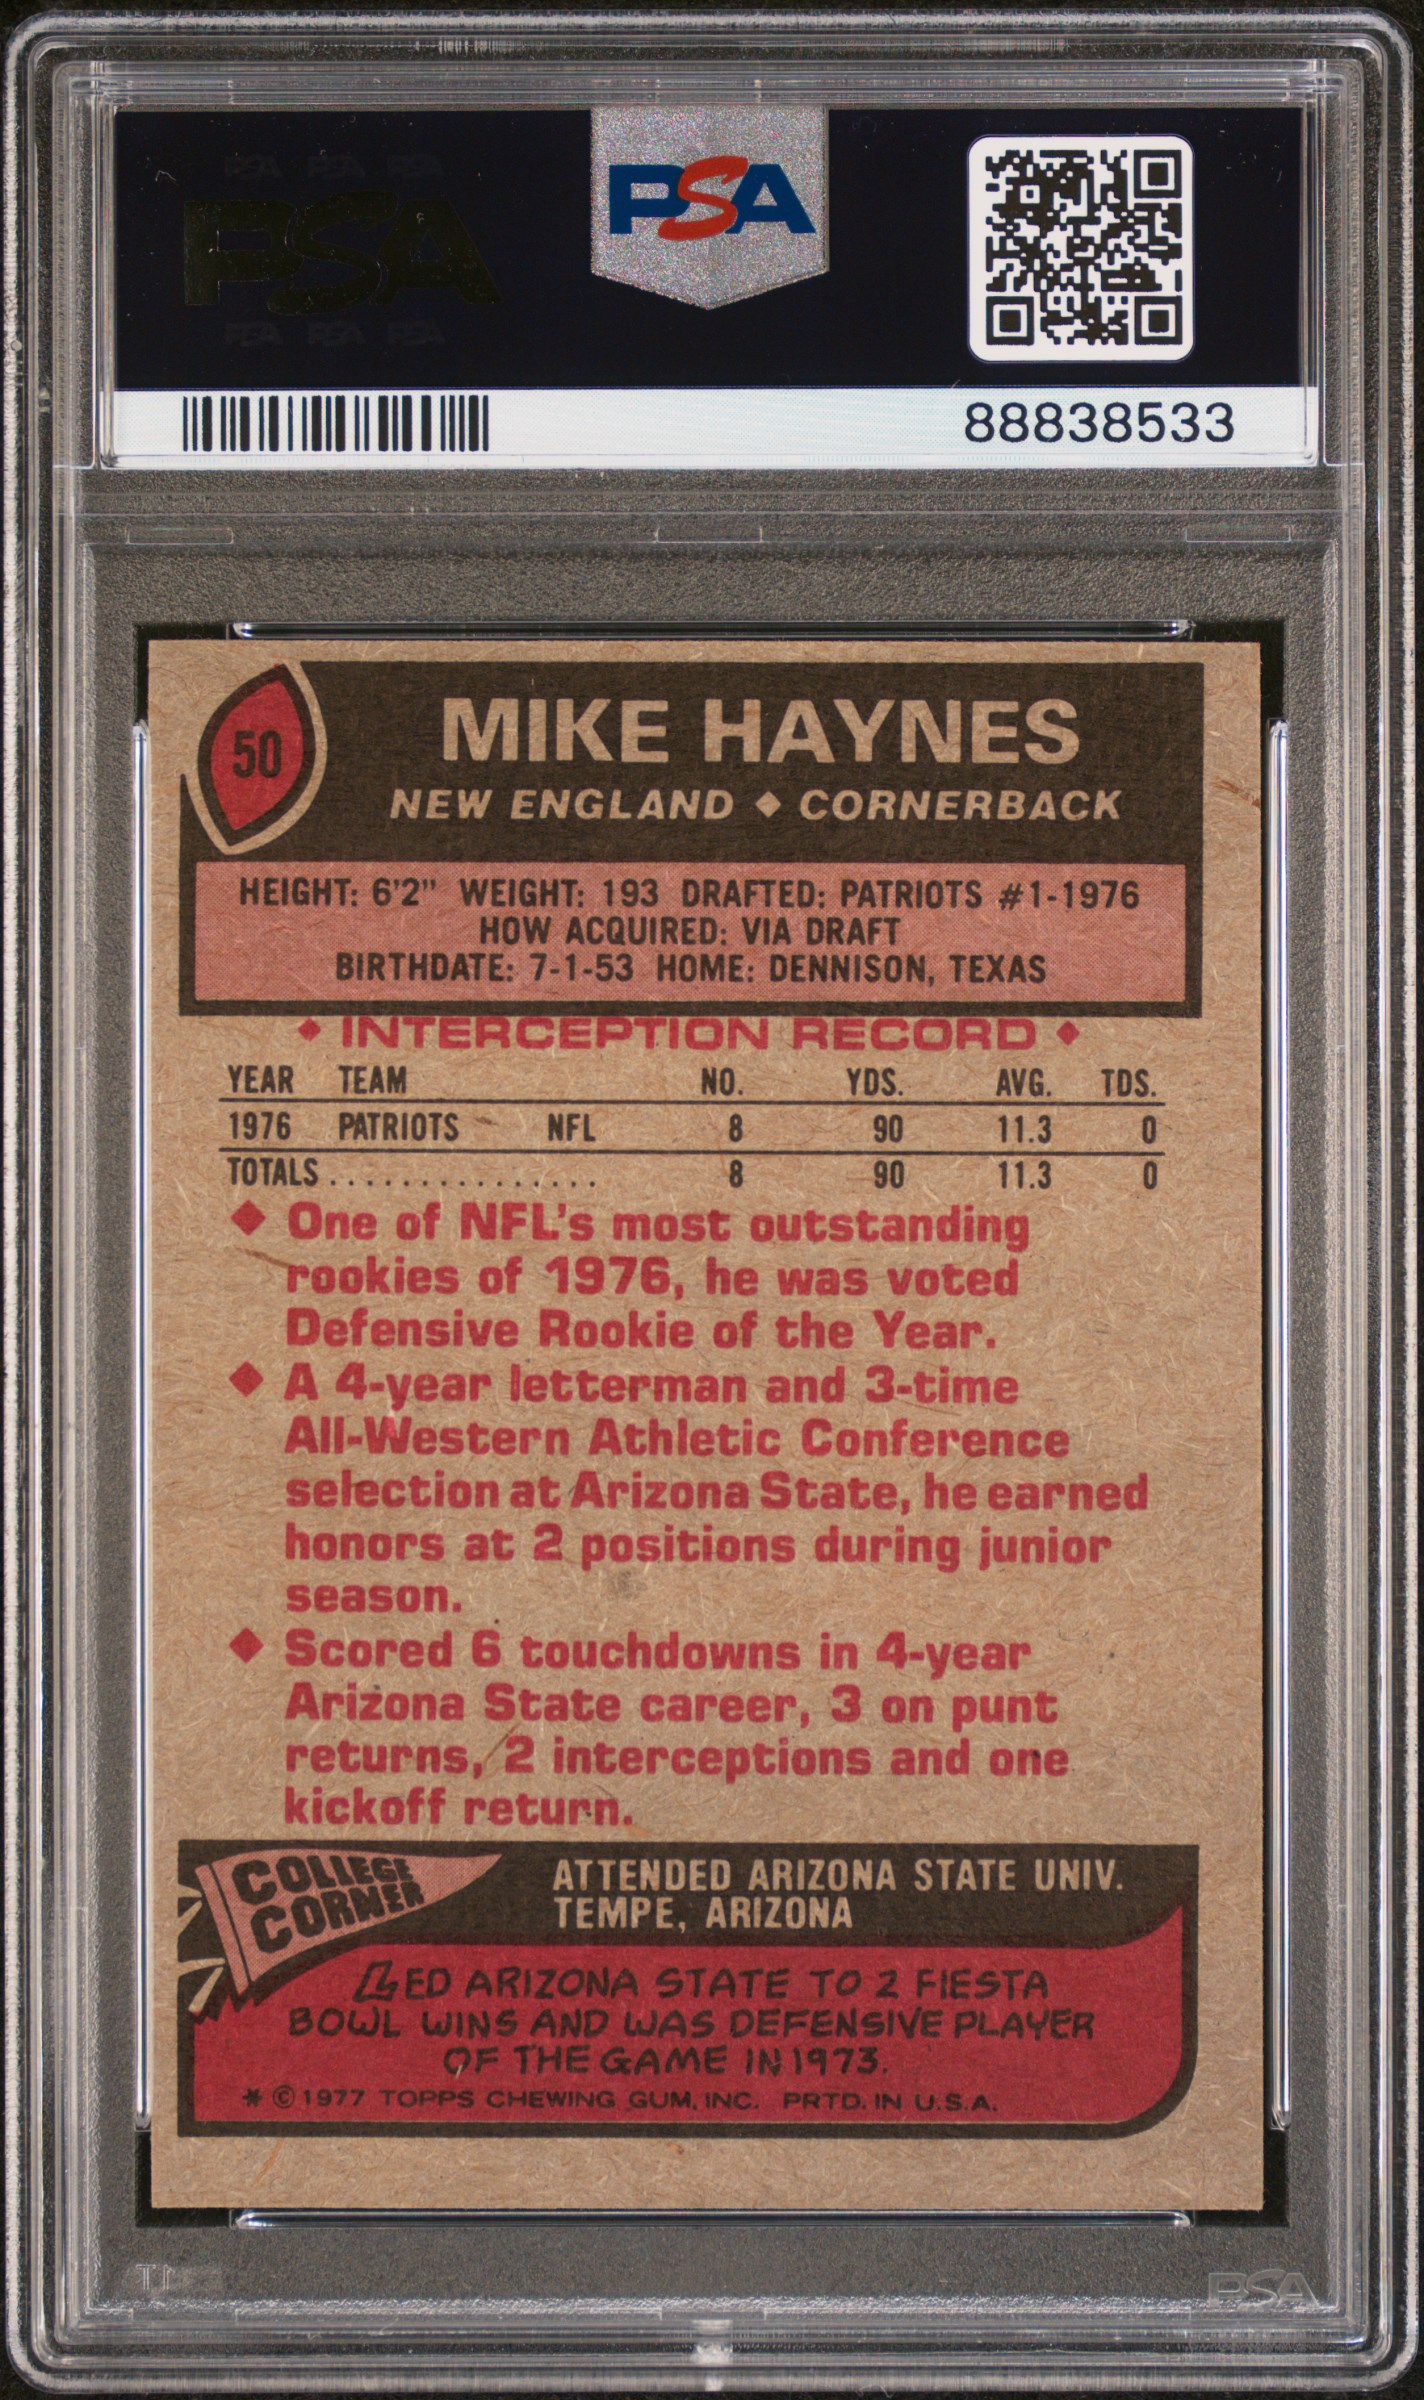 PSA PSA PSA
PSA
PSA PSA PSA
PSA
88838533
50
MIKE HAYNES
NEW ENGLAND ◆ CORNERBACK
HEIGHT: 6'2" WEIGHT: 193 DRAFTED: PATRIOTS #1-1976
HOW ACQUIRED: VIA DRAFT
BIRTHDATE: 7-1-53 HOME: DENNISON, TEXAS
◆ INTERCEPTION RECORD ◆
YEAR TEAM NO. YDS. AVG. TDS.
1976 PATRIOTS NFL 8 90 11.3 0
TOTALS ............... 8 90 11.3 0
◆ One of NFL's most outstanding
rookies of 1976, he was voted
Defensive Rookie of the Year.
◆ A 4-year letterman and 3-time
All-Western Athletic Conference
selection at Arizona State, he earned
honors at 2 positions during junior
season.
◆ Scored 6 touchdowns in 4-year
Arizona State career, 3 on punt
returns, 2 interceptions and one
kickoff return.
COLLEGE
CORNER
ATTENDED ARIZONA STATE UNIV.
TEMPE, ARIZONA
LED ARIZONA STATE TO 2 FIESTA
BOWL WINS AND WAS DEFENSIVE PLAYER
OF THE GAME IN 1973.
* © 1977 TOPPS CHEWING GUM, INC. PRTD. IN U.S.A.
PSA